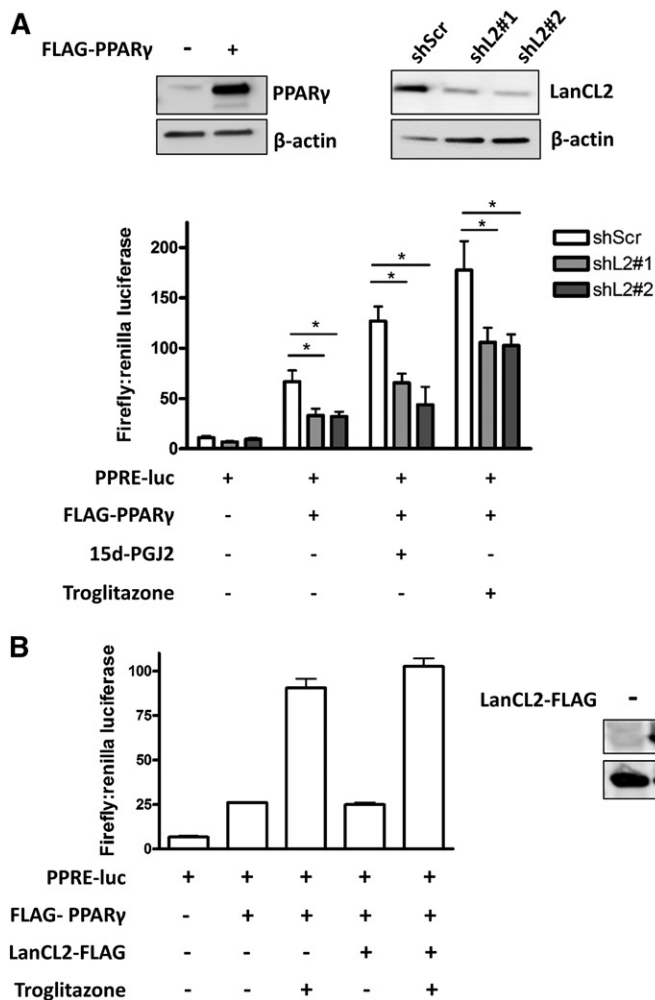 A
FLAG-PPARγ - +
PPARγ
β-actin
shScr shL2#1 shL2#2
LanCL2
β-actin
Firefly:renilla luciferase
200
150
100
50
0
* * * * * *
shScr
shL2#1
shL2#2
PPRE-luc + + + +
FLAG-PPARγ - + + +
15d-PGJ2 - - + -
Troglitazone - - - +
B
Firefly:renilla luciferase
100
75
50
25
0
LanCL2-FLAG -
PPRE-luc + + + + +
FLAG- PPARγ - + + + +
LanCL2-FLAG - - - + +
Troglitazone - - + - +